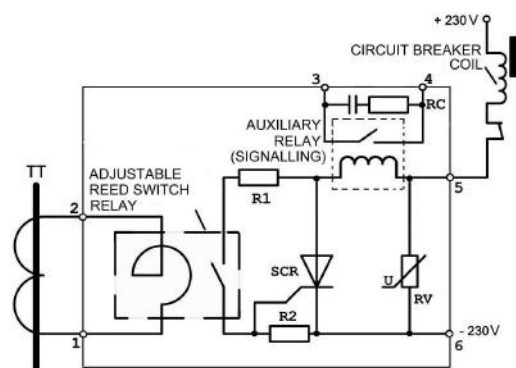 + 230V
CIRCUIT BREAKER
COIL
3
4
RC
AUXILIARY
RELAY
(SIGNALLING)
TT
ADJUSTABLE
REED SWITCH
RELAY
2
R1
5
SCR
U
RV
R2
1
- 230V
6